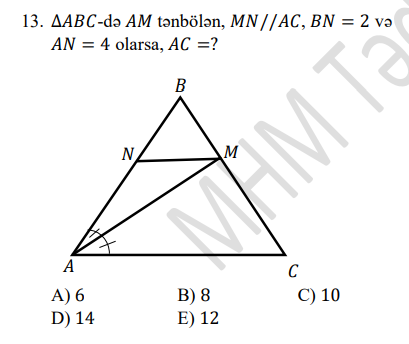 13. ΔABC-də AM tənbölən, MN//AC, BN = 2 və
AN = 4 olarsa, AC =?
B
N
M
A
C
A) 6 B) 8 C) 10
D) 14 E) 12
MHM Təd